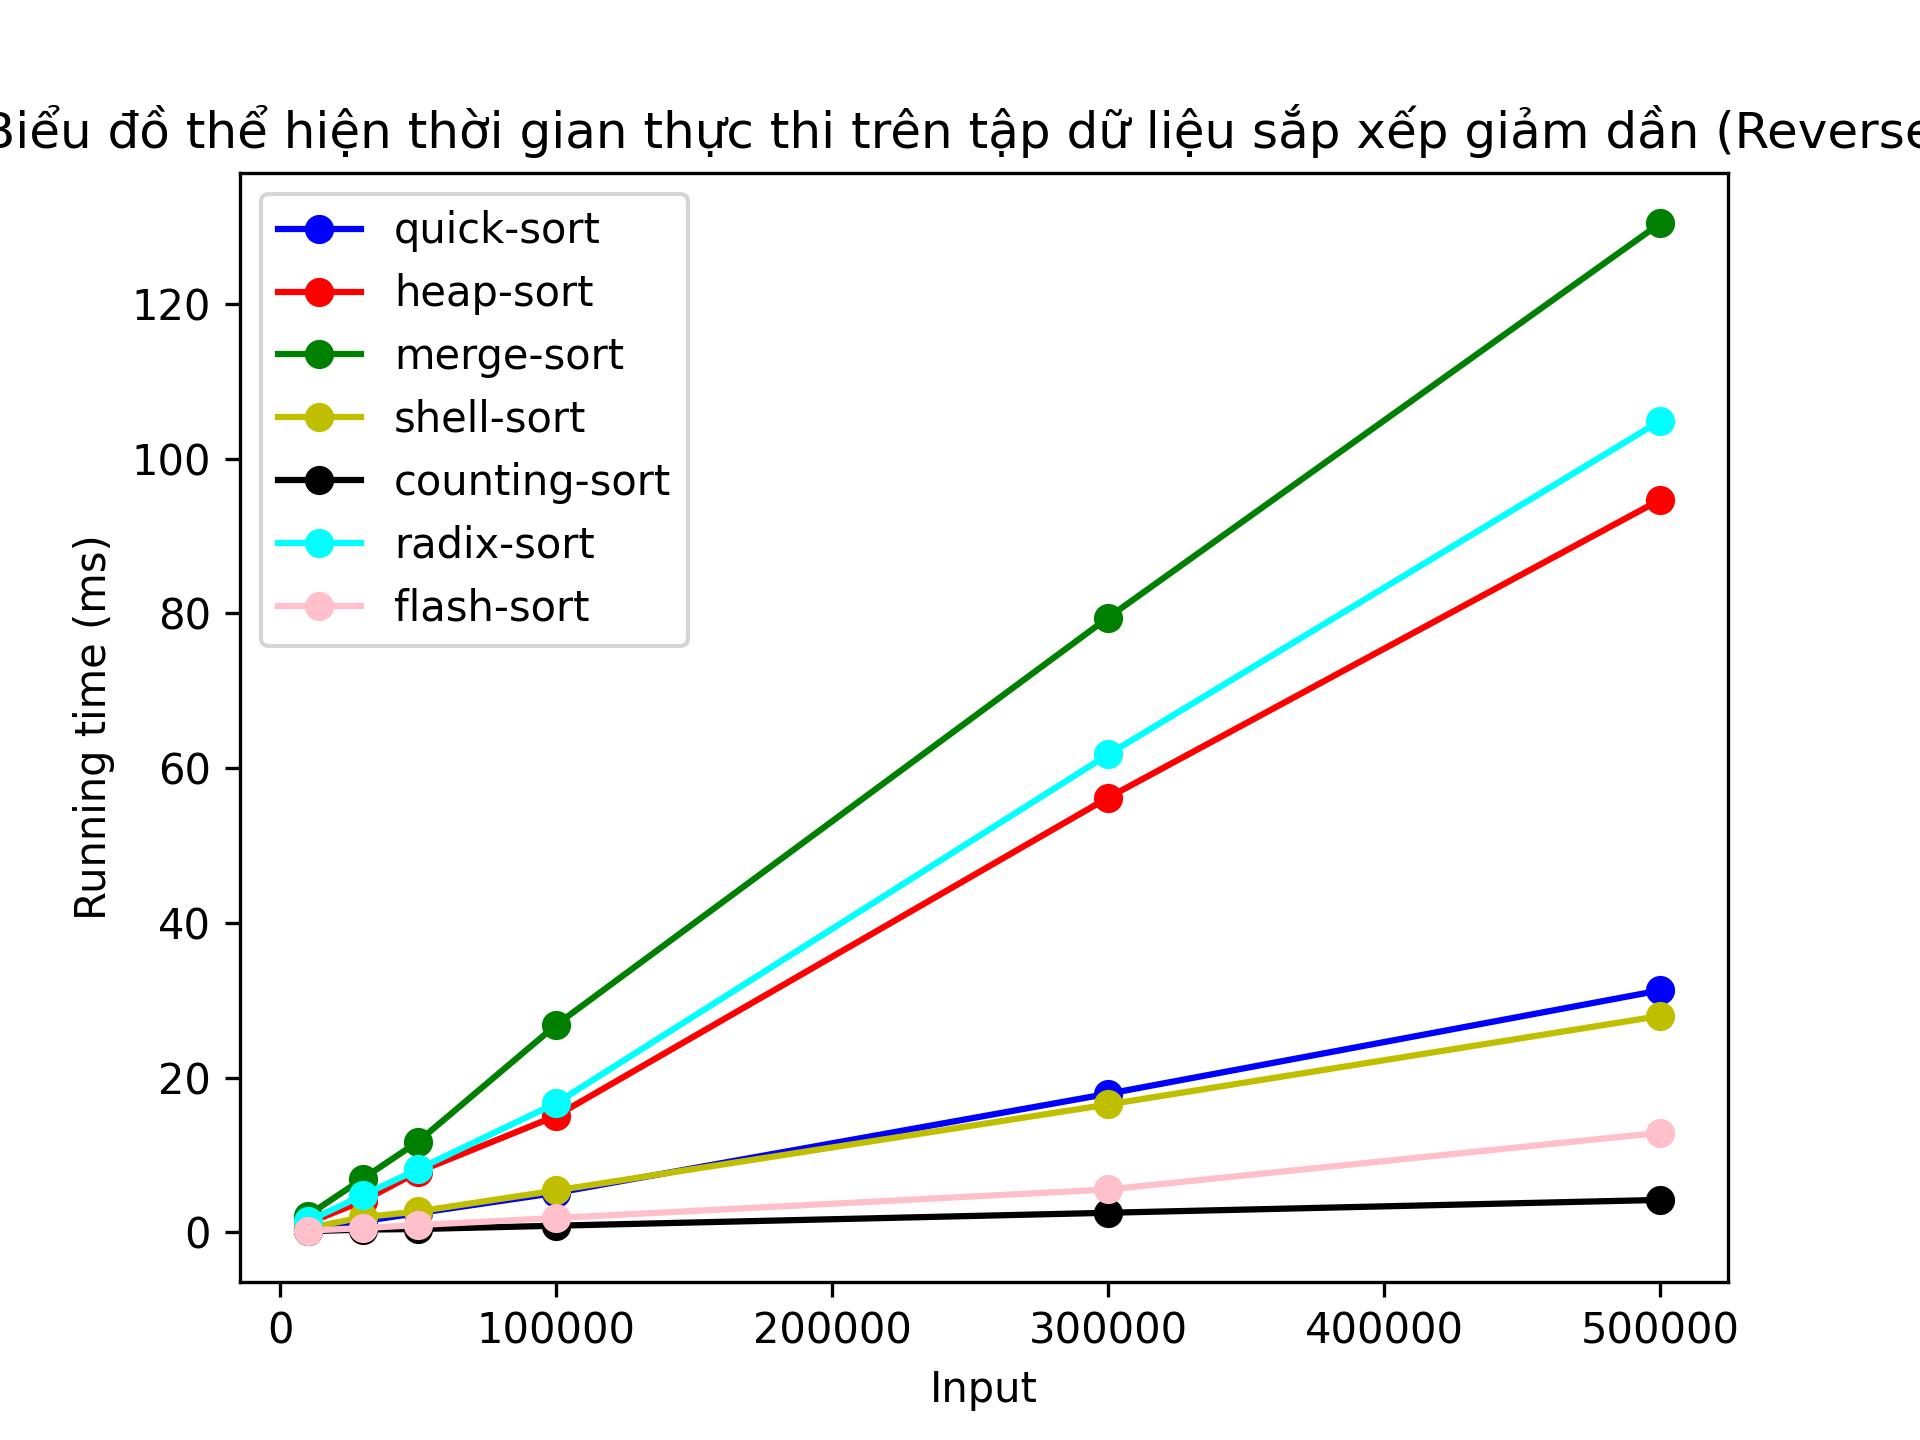 Biểu đồ thể hiện thời gian thực thi trên tập dữ liệu sắp xếp giảm dần (Reverse
quick-sort
heap-sort
merge-sort
shell-sort
counting-sort
radix-sort
flash-sort
Running time (ms)
120
100
80
60
40
20
0
0 100000 200000 300000 400000 500000
Input